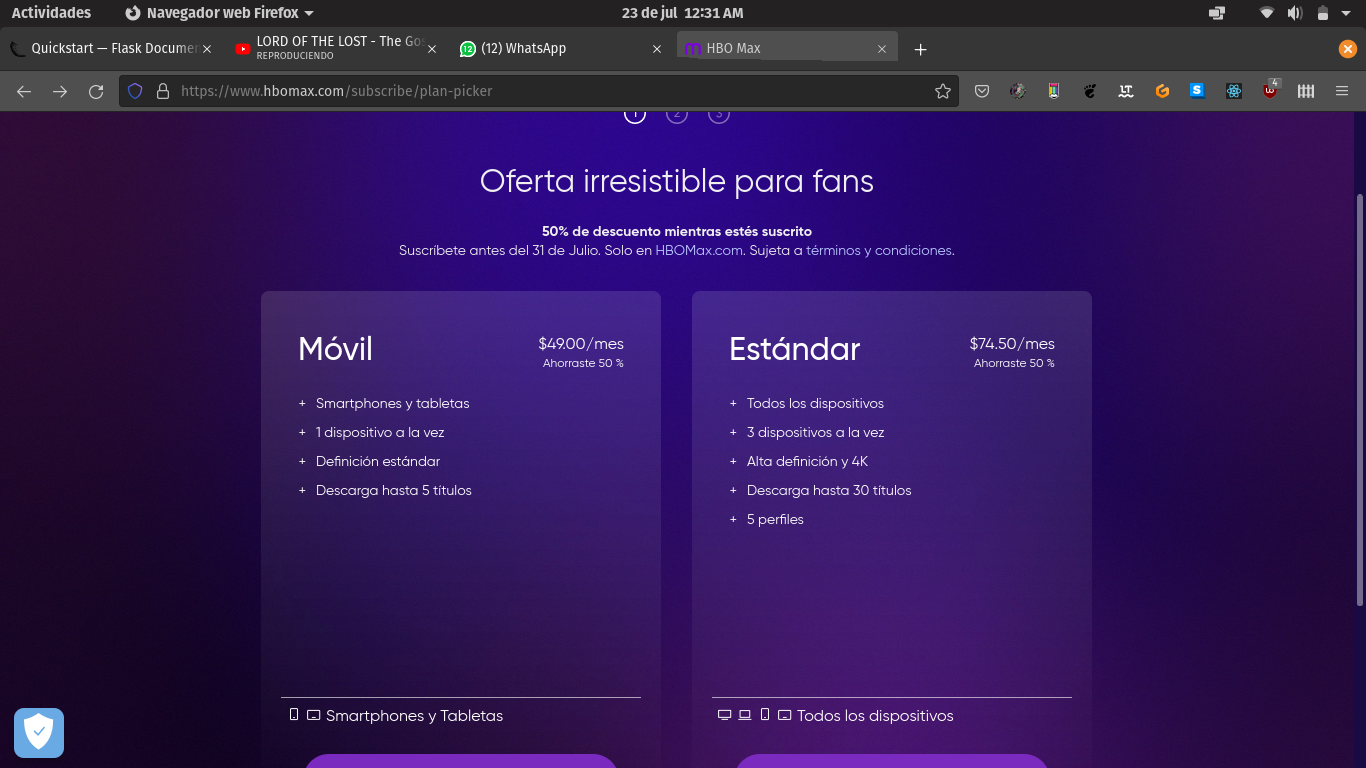 Actividades
Navegador web Firefox
23 de jul 12:31 AM
Quickstart — Flask Documen
LORD OF THE LOST - The Go
REPRODUCIENDO
12
(12) WhatsApp
HBO Max
https://www.hbomax.com/subscribe/plan-picker
4
1 2 3
Oferta irresistible para fans
50% de descuento mientras estés suscrito
Suscríbete antes del 31 de Julio. Solo en HBOMax.com. Sujeta a términos y condiciones.
Móvil
$49.00/mes
Ahorraste 50 %
+ Smartphones y tabletas
+ 1 dispositivo a la vez
+ Definición estándar
+ Descarga hasta 5 títulos
Smartphones y Tabletas
Estándar
$74.50/mes
Ahorraste 50 %
+ Todos los dispositivos
+ 3 dispositivos a la vez
+ Alta definición y 4K
+ Descarga hasta 30 títulos
+ 5 perfiles
Todos los dispositivos